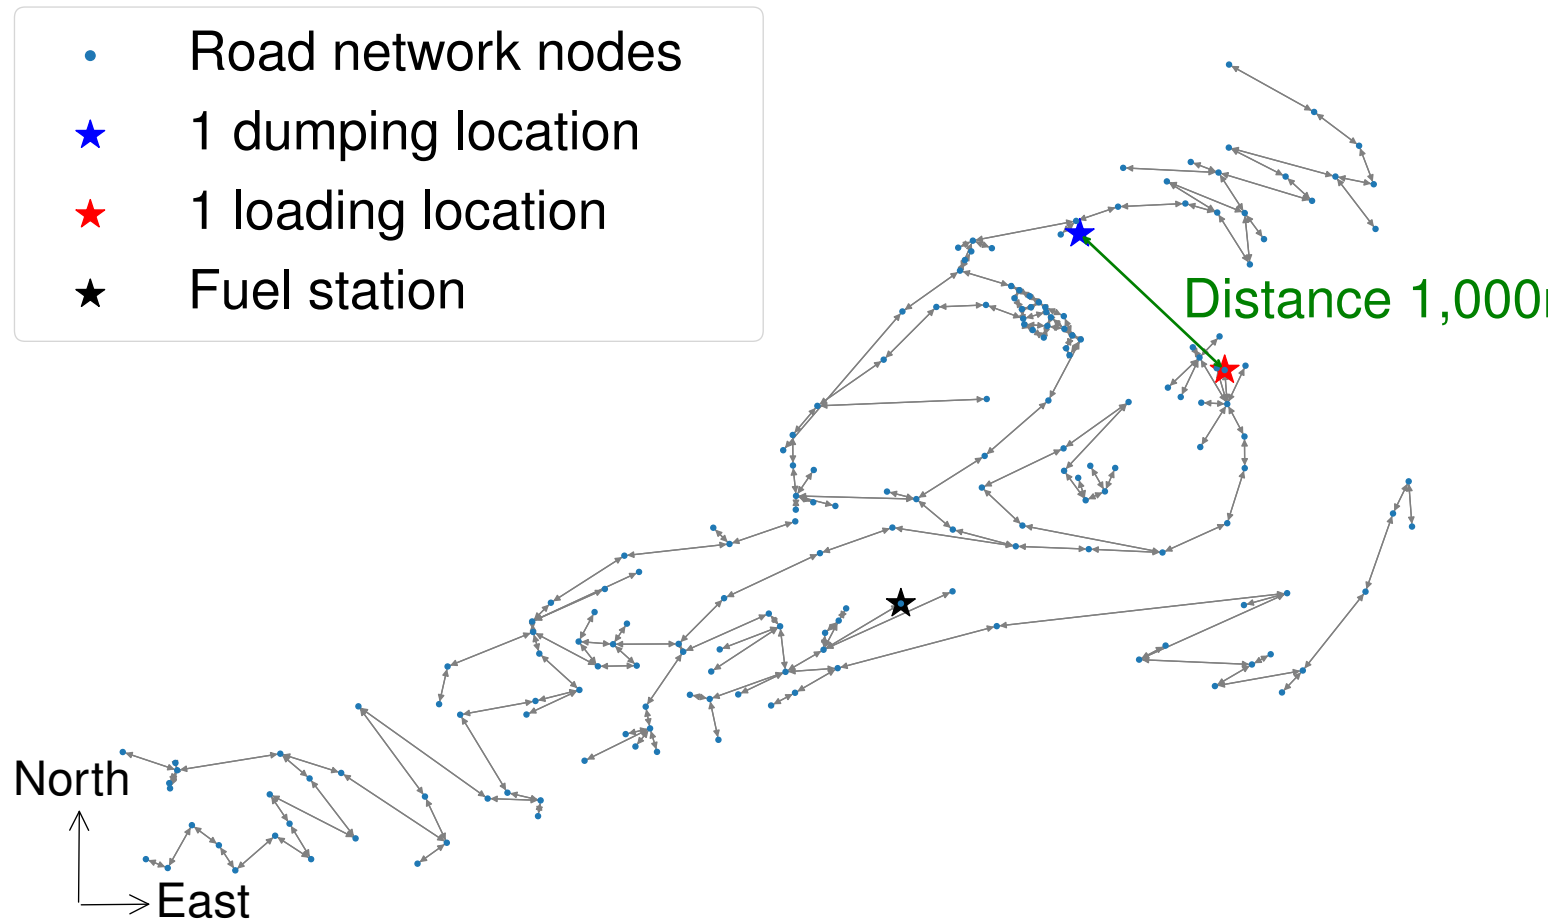 Road network nodes
1 dumping location
1 loading location
Fuel station
Distance 1,000
North
East